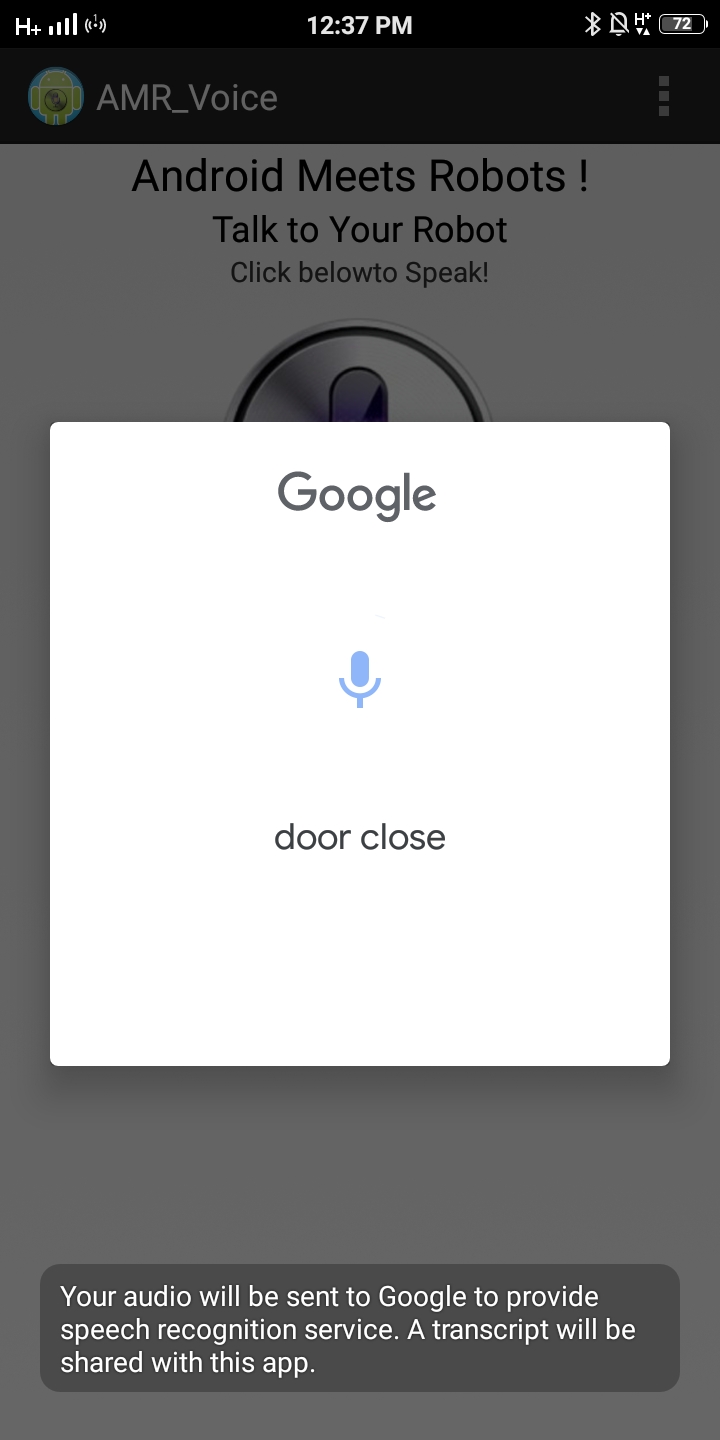 H+ 1 12:37 PM H+ 72
AMR_Voice
Android Meets Robots !
Talk to Your Robot
Click belowto Speak!
Google
door close
Your audio will be sent to Google to provide
speech recognition service. A transcript will be
shared with this app.